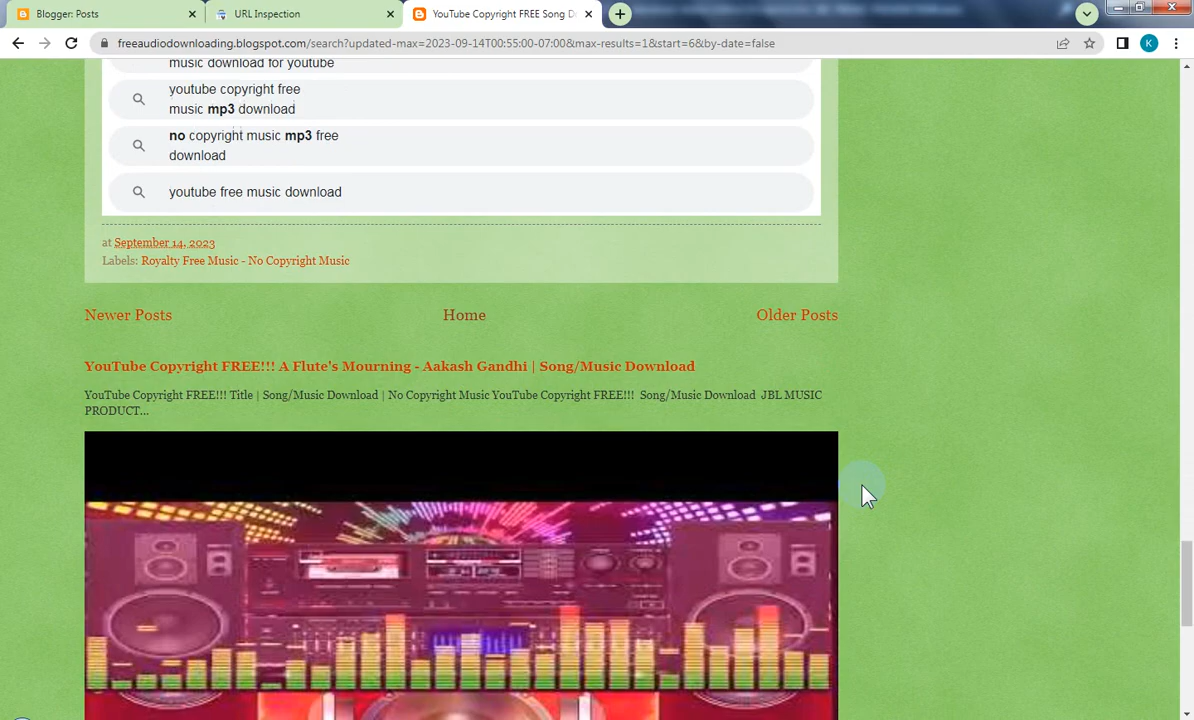 Blogger: Posts
URL Inspection
YouTube Copyright FREE Song D
freeaudiodownloading.blogspot.com/search?updated-max=2023-09-14T00:55:00-07:00&max-results=1&start=6&by-date=false
K
music download for youtube
youtube copyright free
music mp3 download
no copyright music mp3 free
download
youtube free music download
at September 14, 2023
Labels: Royalty Free Music - No Copyright Music
Newer Posts
Home
Older Posts
YouTube Copyright FREE!!! A Flute's Mourning - Aakash Gandhi | Song/Music Download
YouTube Copyright FREE!!! Title | Song/Music Download | No Copyright Music YouTube Copyright FREE!!! Song/Music Download JBL MUSIC
PRODUCT...